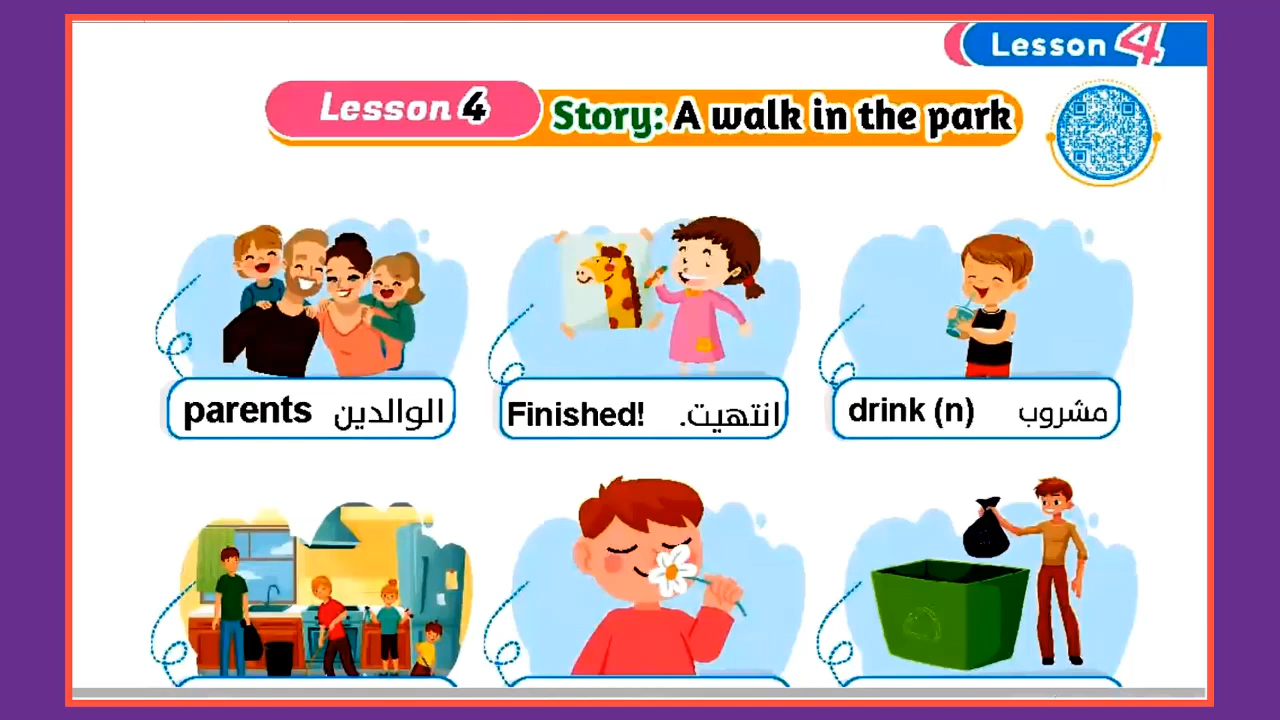 Lesson 4
Lesson 4 Story: A walk in the park
parents الوالدين
Finished! انتهيت.
drink (n) مشروب